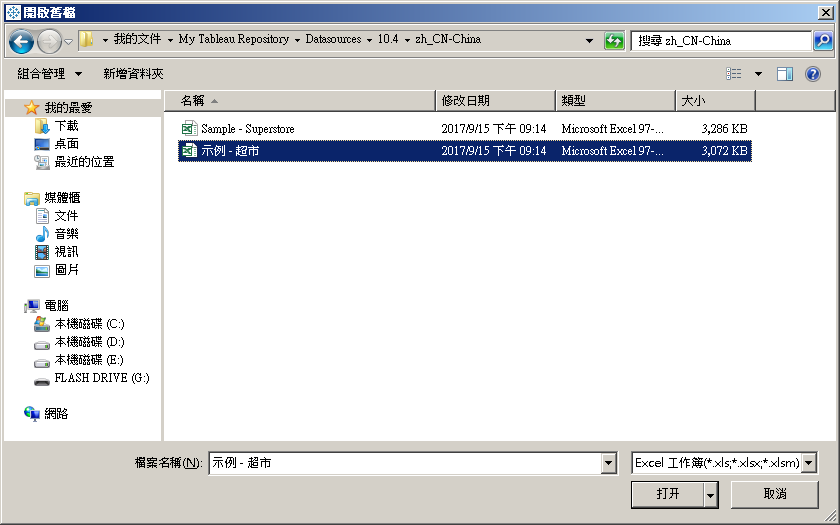 開啟舊檔
我的文件 My Tableau Repository Datasources 10.4 zh_CN-China 搜尋 zh_CN-China
組合管理 新增資料夾
我的最愛
下載
桌面
最近的位置
媒體櫃
文件
音樂
視訊
圖片
電腦
本機磁碟 (C:)
本機磁碟 (D:)
本機磁碟 (E:)
FLASH DRIVE (G:)
網路
名稱 修改日期 類型 大小
Sample - Superstore 2017/9/15 下午 09:14 Microsoft Excel 97-... 3,286 KB
示例 - 超市 2017/9/15 下午 09:14 Microsoft Excel 97-... 3,072 KB
檔案名稱(N): 示例 - 超市 Excel 工作簿(*.xls;*.xlsx;*.xlsm)
打开 取消